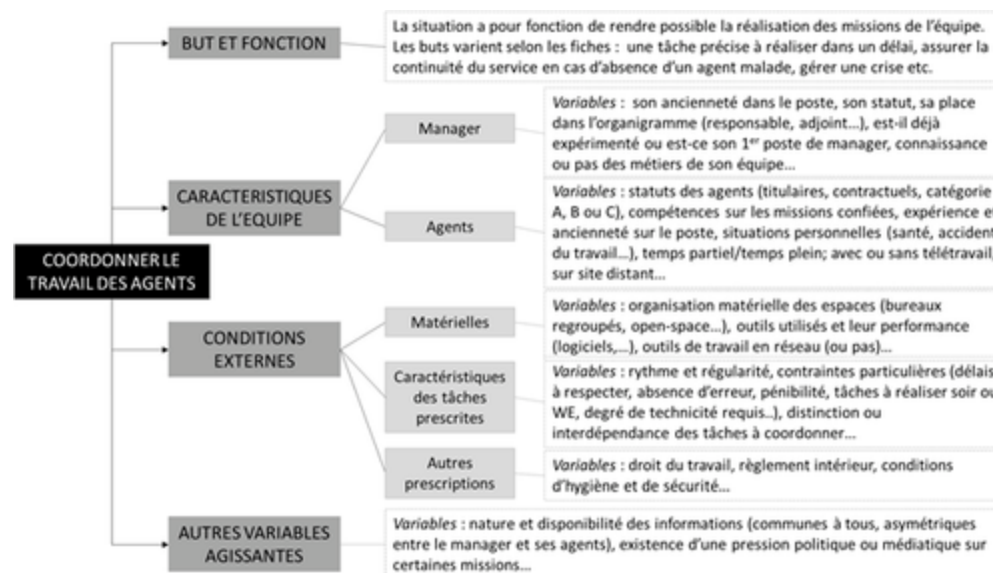 BUT ET FONCTION
La situation a pour fonction de rendre possible la réalisation des missions de l'équipe.
Les buts varient selon les fiches : une tâche précise à réaliser dans un délai, assurer la
continuité du service en cas d'absence d'un agent malade, gérer une crise etc.
Manager
Variables : son ancienneté dans le poste, son statut, sa place
dans l'organigramme (responsable, adjoint...), est-il déjà
expérimenté ou est-ce son 1er poste de manager, connaissance
ou pas des métiers de son équipe...
CARACTERISTIQUES
DE L'EQUIPE
Agents
Variables : statuts des agents (titulaires, contractuels, catégorie
A, B ou C), compétences sur les missions confiées, expérience et
ancienneté sur le poste, situations personnelles (santé, accident
du travail...), temps partiel/temps plein; avec ou sans télétravail,
sur site distant...
COORDONNER LE
TRAVAIL DES AGENTS
CONDITIONS
EXTERNES
Matérielles
Variables : organisation matérielle des espaces (bureaux
regroupés, open-space...), outils utilisés et leur performance
(logiciels,...), outils de travail en réseau (ou pas)...
Caractéristiques
des tâches
prescrites
Variables : rythme et régularité, contraintes particulières (délais
à respecter, absence d'erreur, pénibilité, tâches à réaliser soir ou
WE, degré de technicité requis..), distinction ou
interdépendance des tâches à coordonner...
Autres
prescriptions
Variables : droit du travail, règlement intérieur, conditions
d'hygiène et de sécurité...
AUTRES VARIABLES
AGISSANTES
Variables : nature et disponibilité des informations (communes à tous, asymétriques
entre le manager et ses agents), existence d'une pression politique ou médiatique sur
certaines missions...